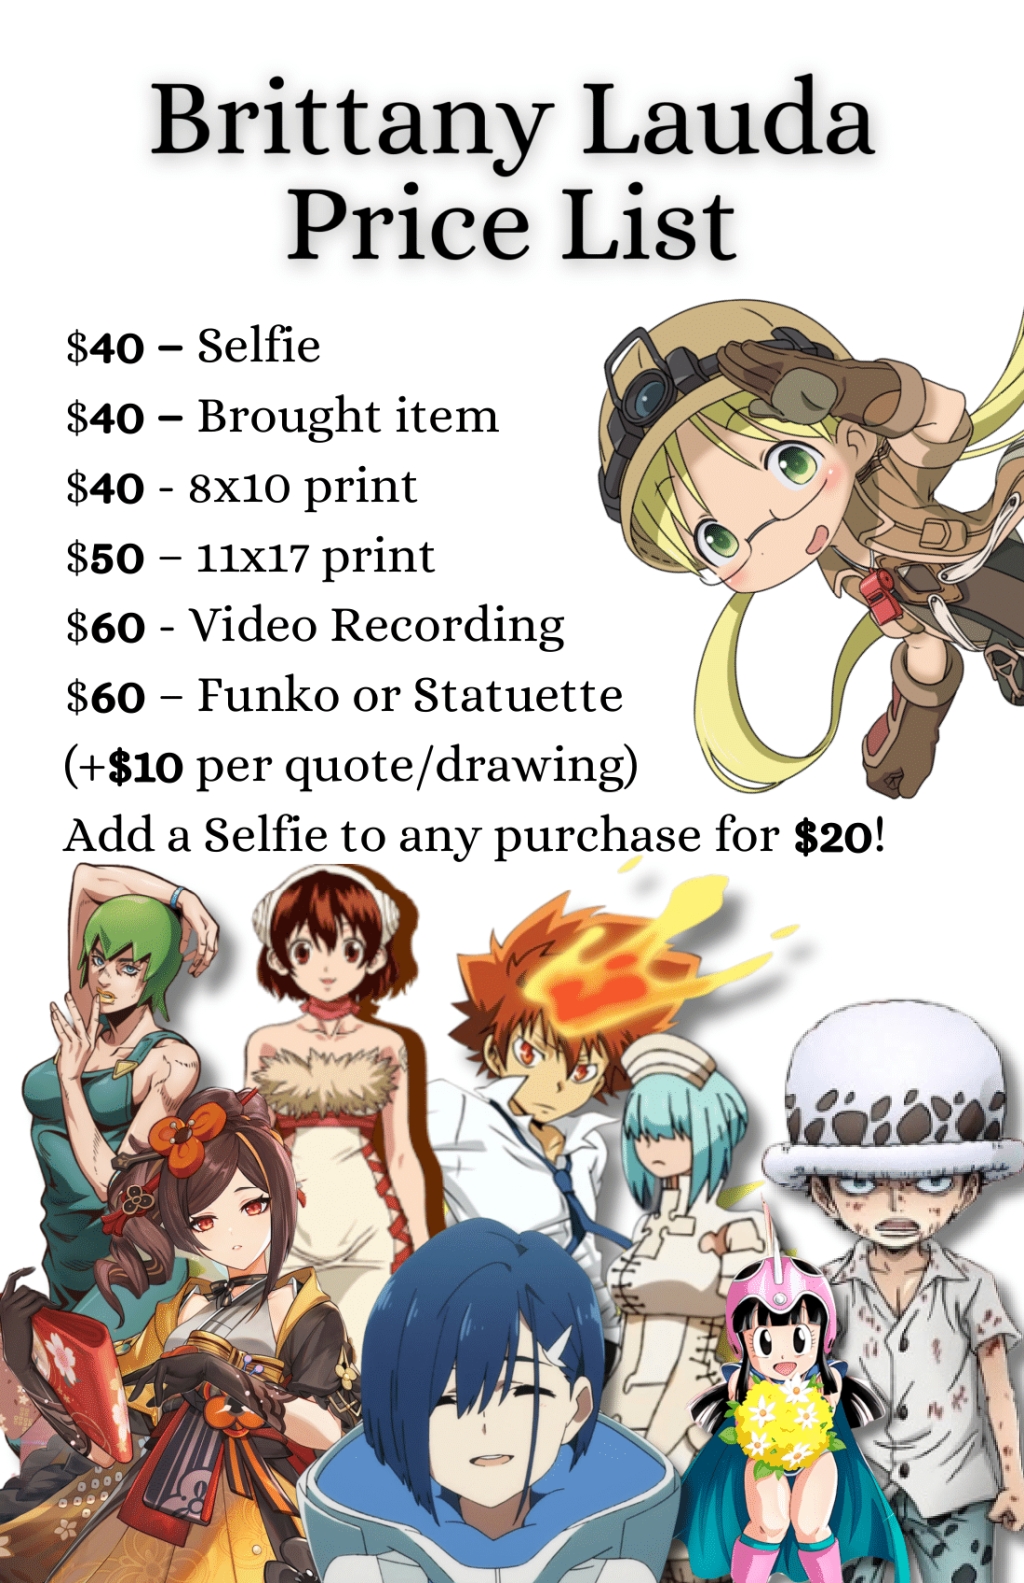 Brittany Lauda
Price List
$40 – Selfie
$40 – Brought item
$40 - 8x10 print
$50 – 11x17 print
$60 - Video Recording
$60 – Funko or Statuette
(+$10 per quote/drawing)
Add a Selfie to any purchase for $20!